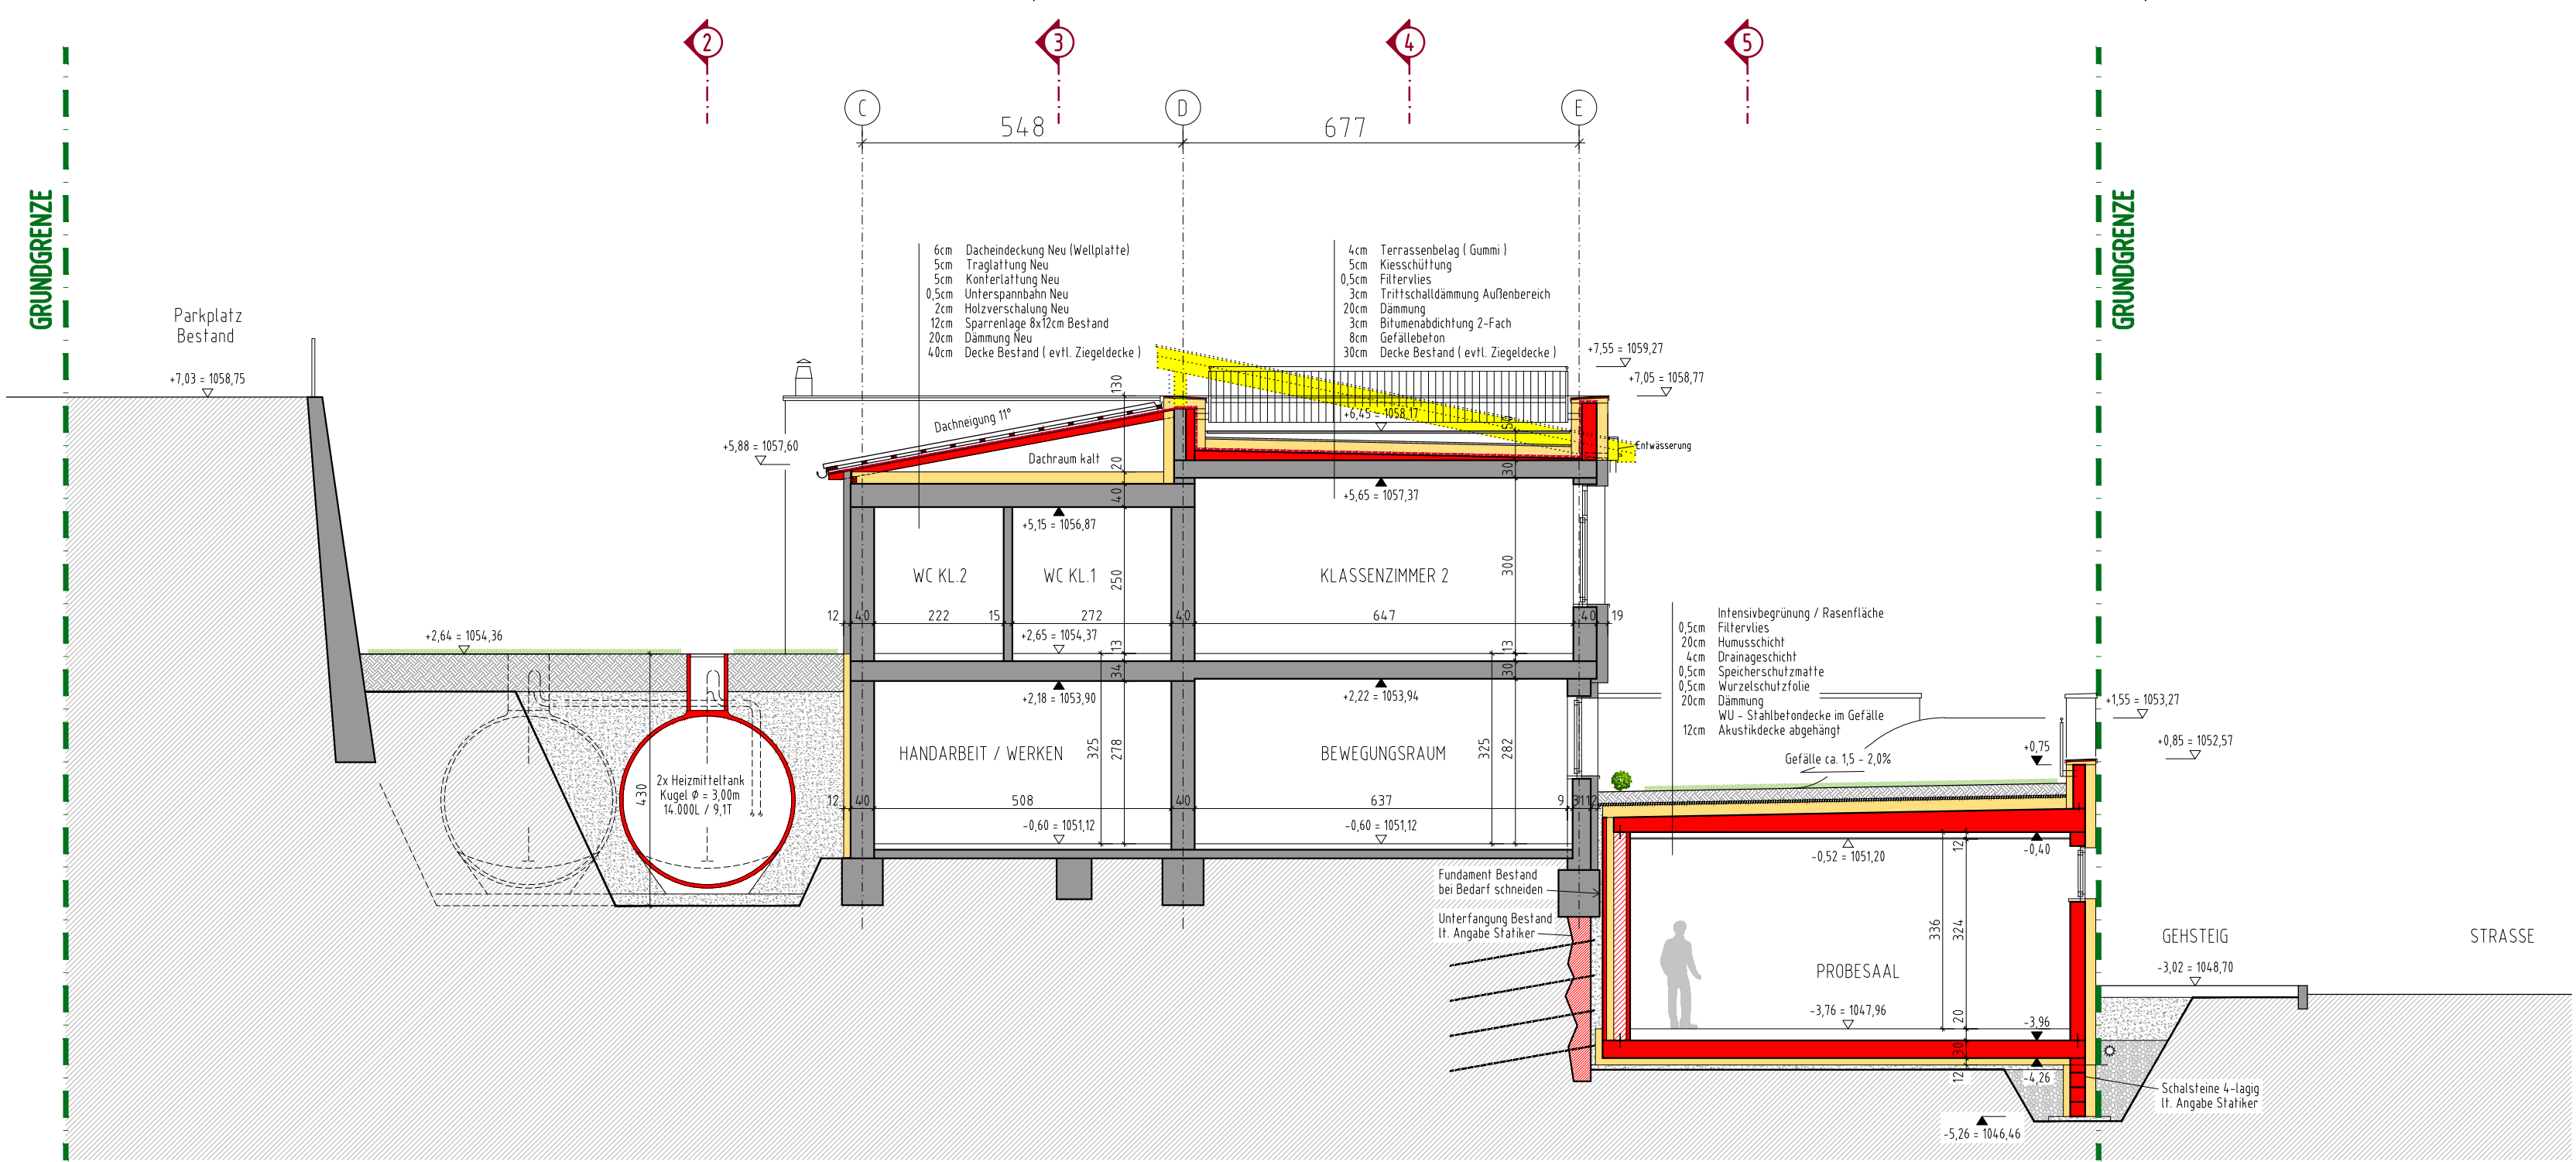 2
3
4
5
C
D
E
548
677
GRUNDGRENZE
GRUNDGRENZE
Parkplatz
Bestand
+7,03 = 1058,75
6cm Dacheindeckung Neu (Wellplatte)
5cm Traglattung Neu
5cm Konterlattung Neu
0,5cm Unterspannbahn Neu
2cm Holzverschalung Neu
12cm Sparrenlage 8x12cm Bestand
20cm Dämmung Neu
40cm Decke Bestand ( evtl. Ziegeldecke )
4cm Terrassenbelag ( Gummi )
5cm Kiesschüttung
0,5cm Filtervlies
3cm Trittschalldämmung Außenbereich
20cm Dämmung
3cm Bitumenabdichtung 2-Fach
8cm Gefällebeton
30cm Decke Bestand ( evtl. Ziegeldecke )
+7,55 = 1059,27
+7,05 = 1058,77
130
Dachneigung 11°
+6,45 = 1058,17
50
+5,88 = 1057,60
Entwässerung
Dachraum kalt
20
30
40
+5,15 = 1056,87
+5,65 = 1057,37
WC KL.2
WC KL.1
250
KLASSENZIMMER 2
300
12
40
222
15
272
40
647
40
19
+2,64 = 1054,36
+2,65 = 1054,37
13
13
34
30
+2,18 = 1053,90
+2,22 = 1053,94
Intensivbegrünung / Rasenfläche
0,5cm Filtervlies
20cm Humusschicht
4cm Drainageschicht
0,5cm Speicherschutzmatte
0,5cm Wurzelschutzfolie
20cm Dämmung
WU - Stahlbetondecke im Gefälle
12cm Akustikdecke abgehängt
+1,55 = 1053,27
+0,85 = 1052,57
+0,75
Gefälle ca. 1,5 - 2,0%
HANDARBEIT / WERKEN
325
278
BEWEGUNGSRAUM
325
282
2x Heizmitteltank
Kugel Φ = 3,00m
14.000L / 9,1T
430
12
40
508
40
637
9
31
12
-0,60 = 1051,12
-0,60 = 1051,12
-0,52 = 1051,20
12
-0,40
Fundament Bestand
bei Bedarf schneiden
Unterfangung Bestand
lt. Angabe Statiker
336
324
PROBESAAL
GEHSTEIG
STRASSE
-3,02 = 1048,70
-3,76 = 1047,96
20
-3,96
30
12
-4,26
Schalsteine 4-lagig
lt. Angabe Statiker
-5,26 = 1046,46